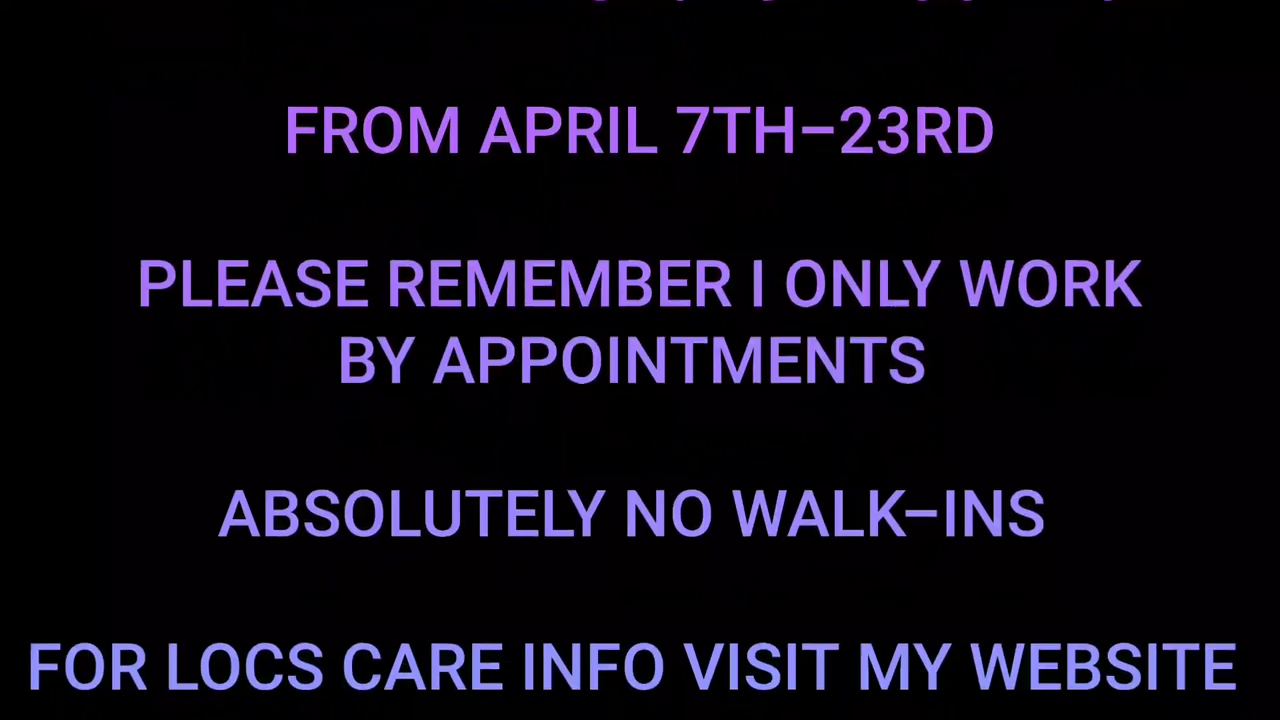 FROM APRIL 7TH–23RD
PLEASE REMEMBER I ONLY WORK
BY APPOINTMENTS
ABSOLUTELY NO WALK–INS
FOR LOCS CARE INFO VISIT MY WEBSITE